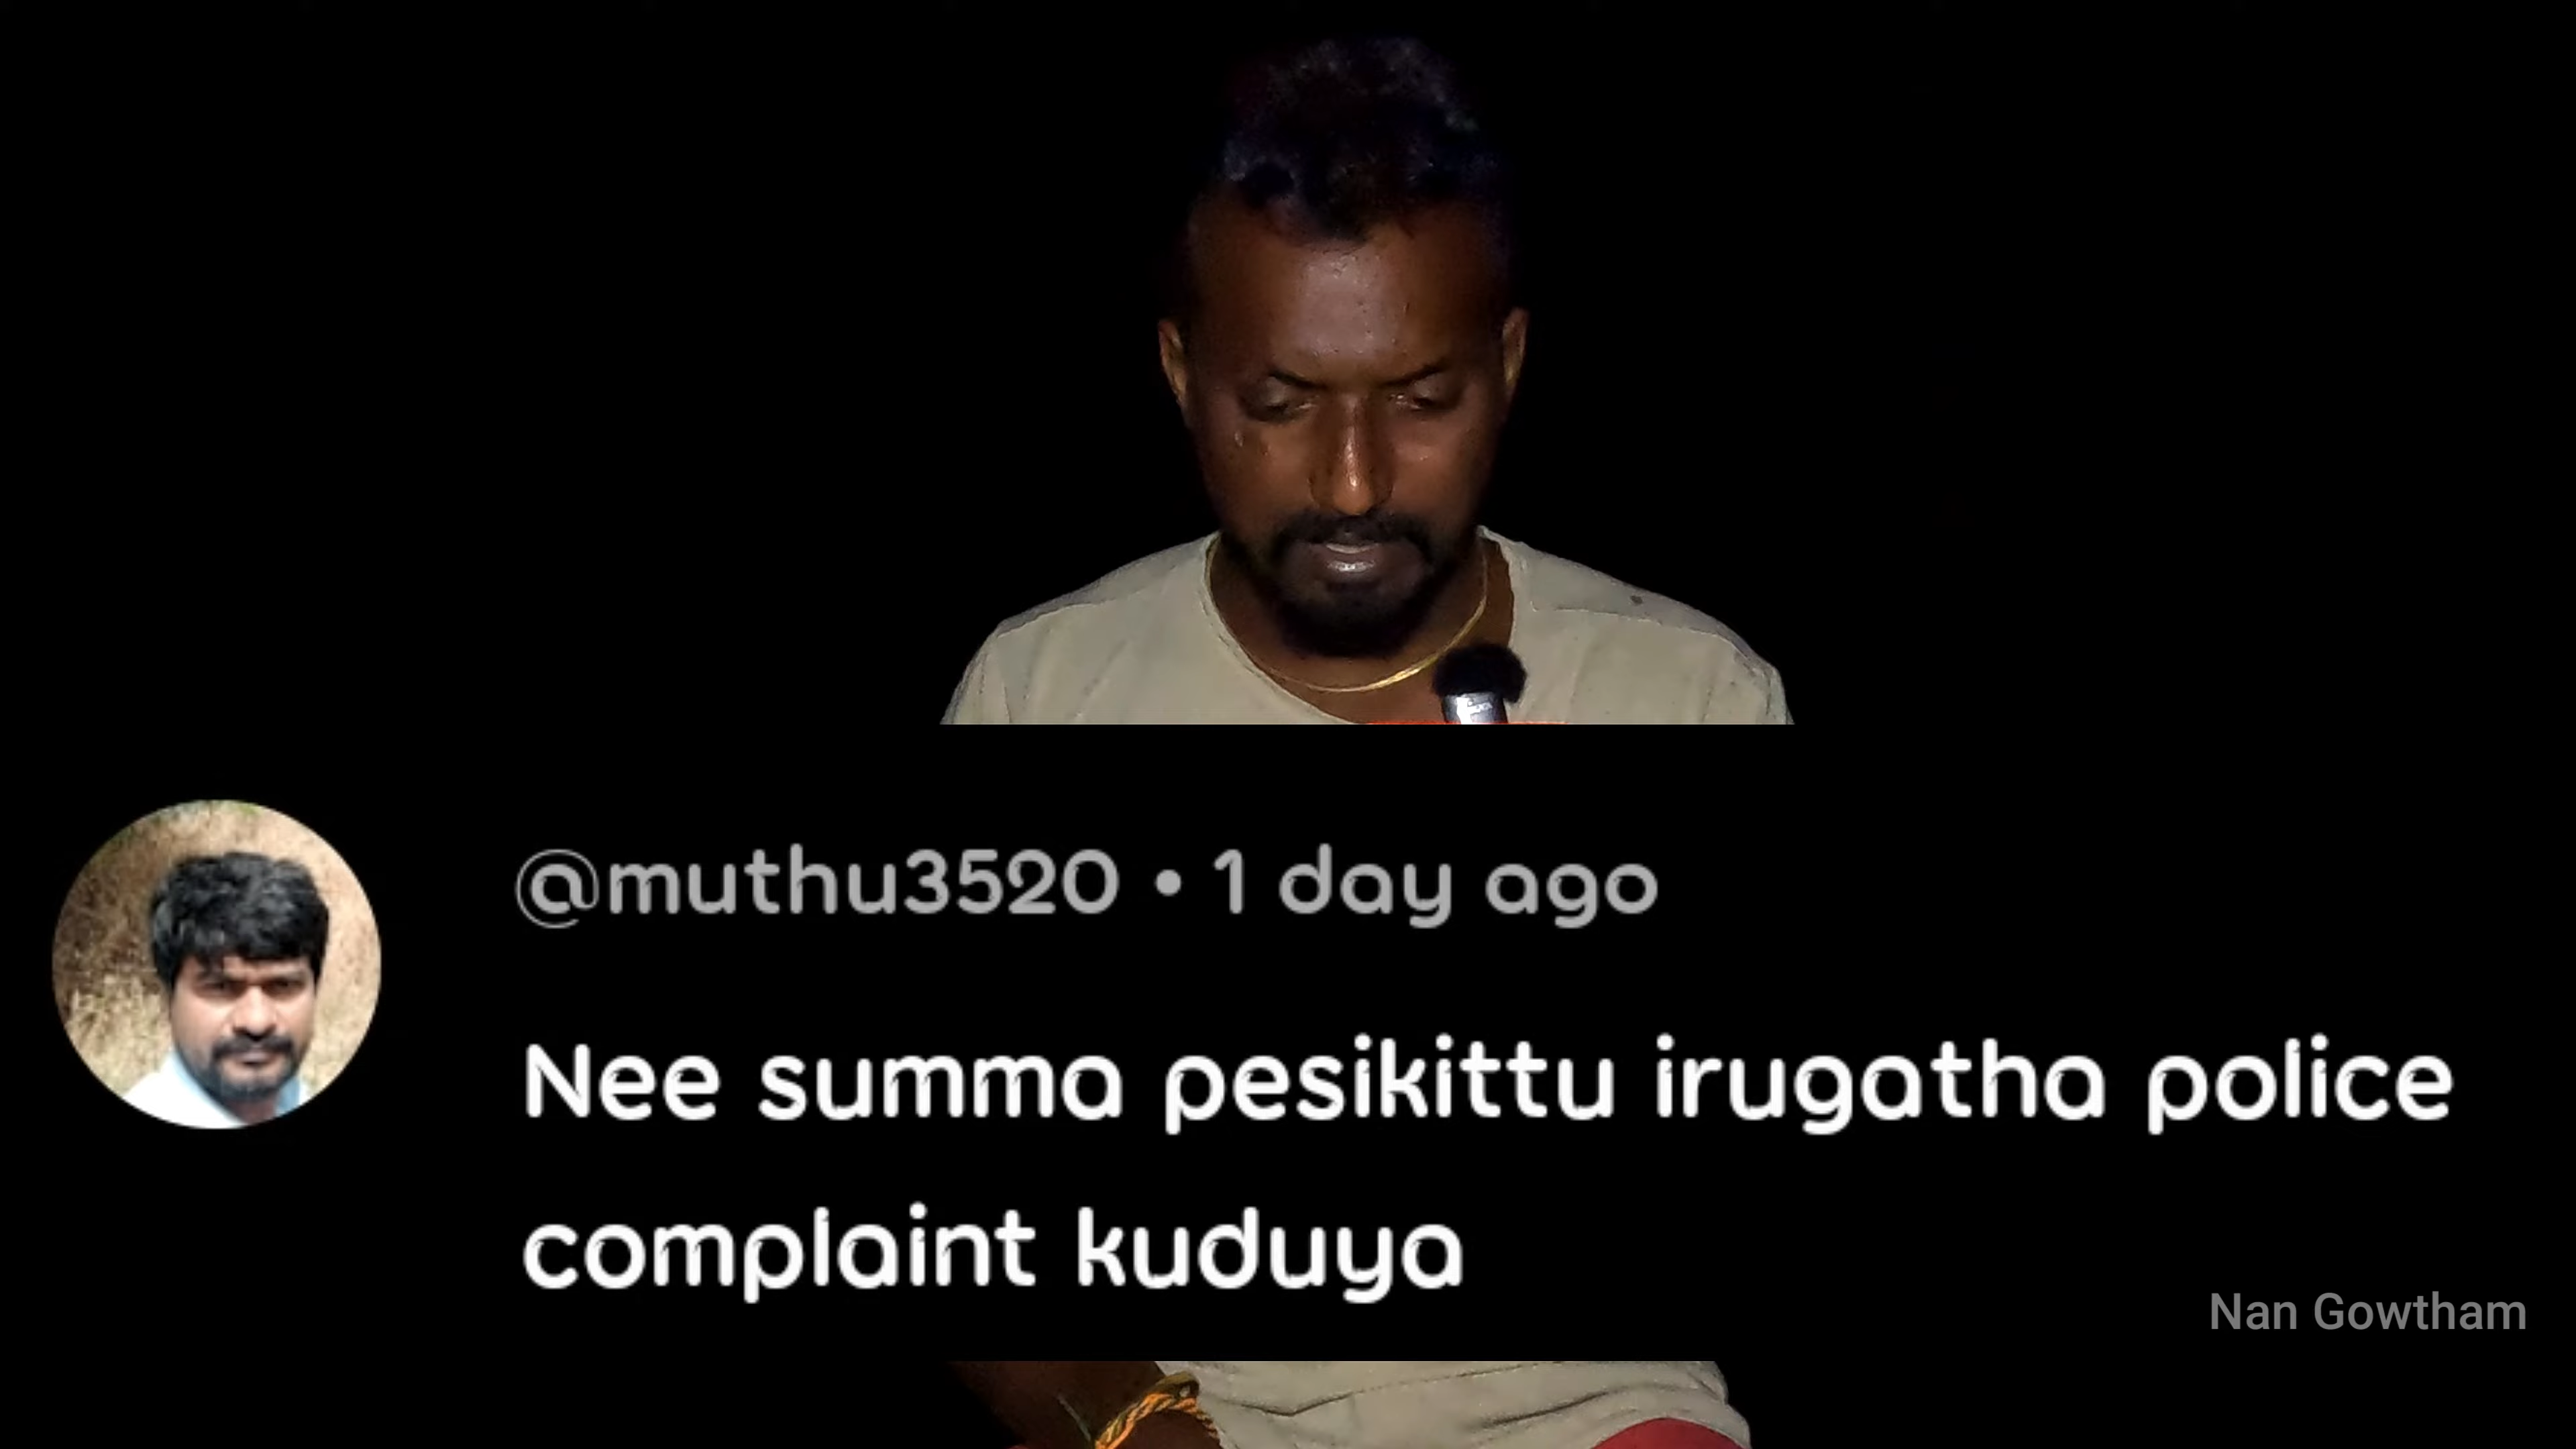 @muthu3520 • 1 day ago
Nee summa pesikittu irugatha police
complaint kuduya
Nan Gowtham